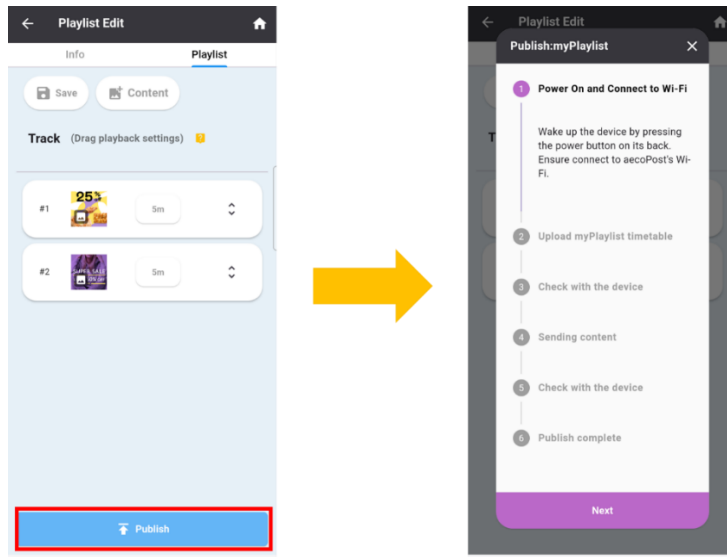 Playlist Edit
Info Playlist
Save Content
Track (Drag playback settings) ?
#1 25% 5m
#2 SUPER SALE 5m
Publish
Playlist Edit
Publish:myPlaylist
1 Power On and Connect to Wi-Fi
Wake up the device by pressing
the power button on its back.
Ensure connect to aecoPost's Wi-
Fi.
2 Upload myPlaylist timetable
3 Check with the device
4 Sending content
5 Check with the device
6 Publish complete
Next